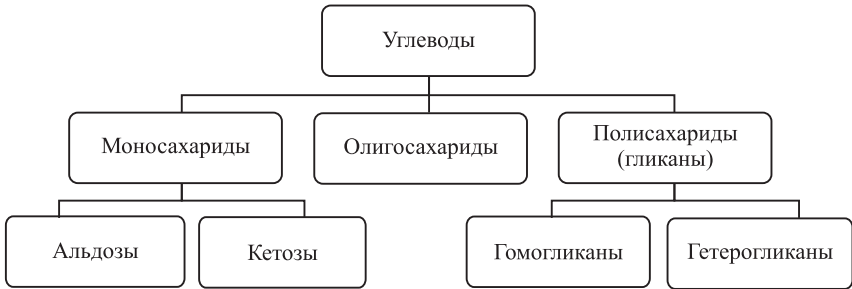 Углеводы
Моносахариды
Олигосахариды
Полисахариды
(гликаны)
Альдозы
Кетозы
Гомогликаны
Гетерогликаны